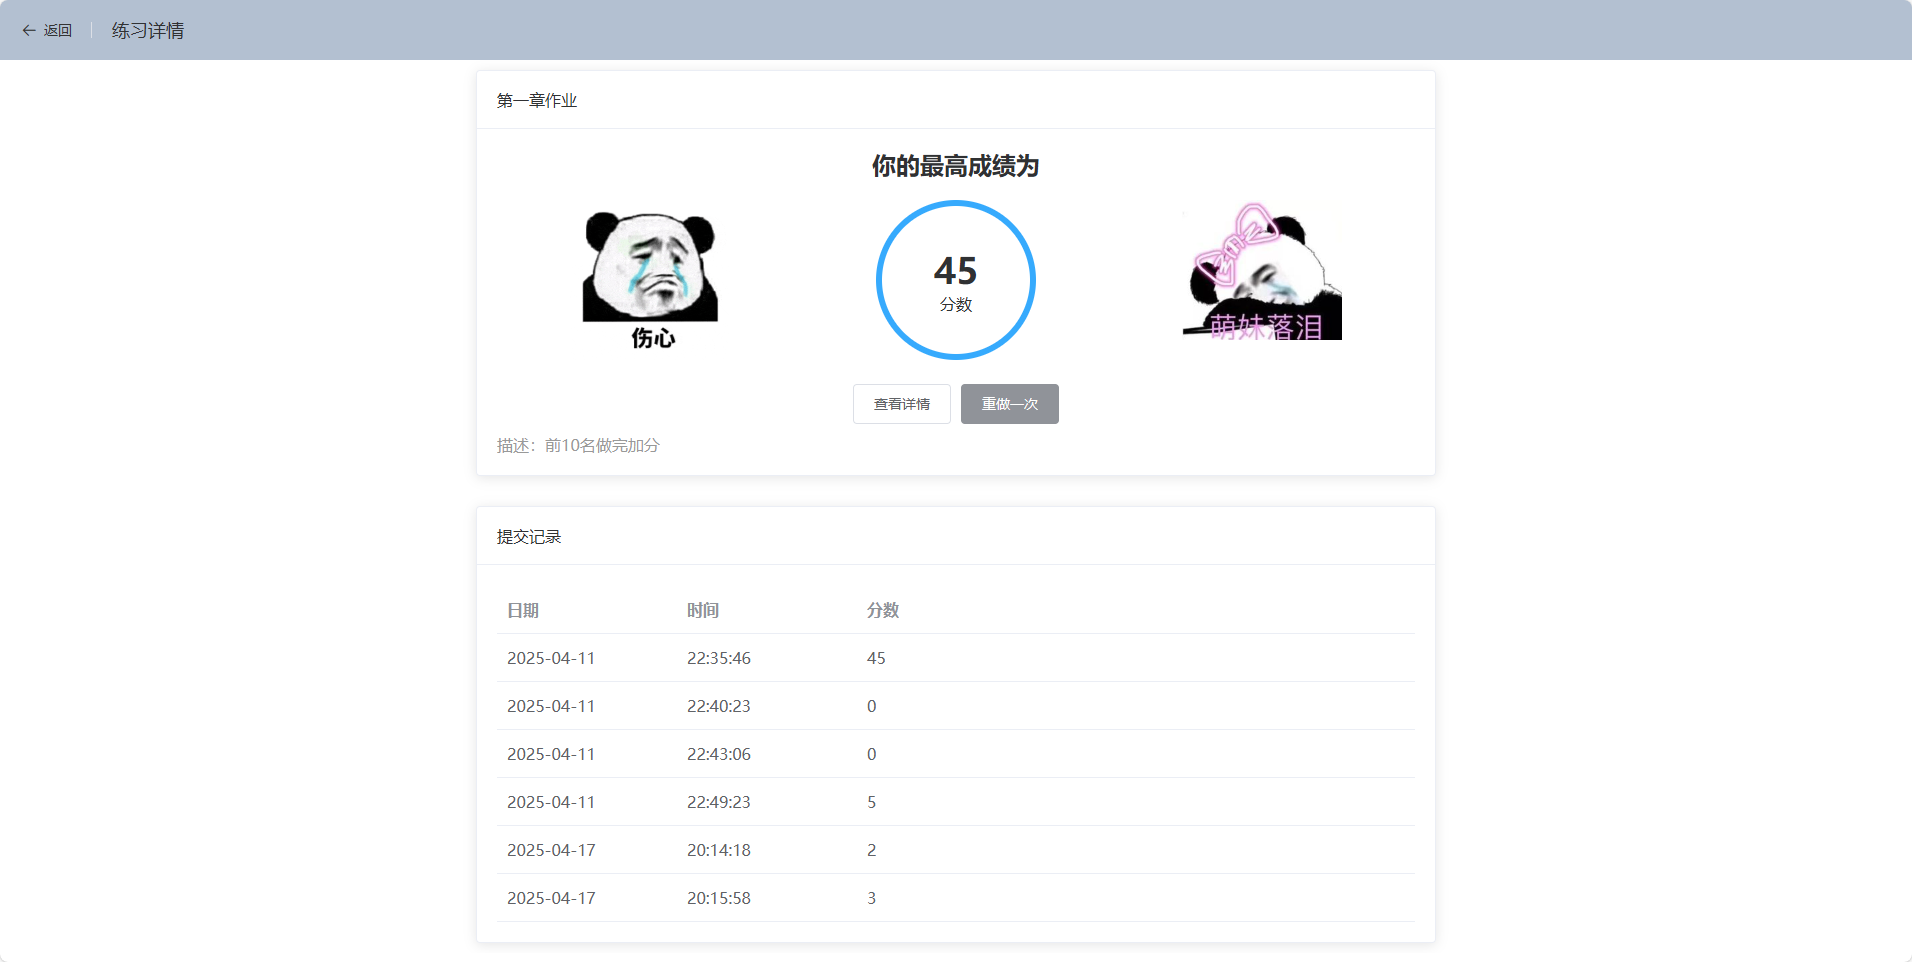 返回 练习详情
第一章作业
你的最高成绩为
45
分数
伤心
萌妹落泪
查看详情 重做一次
描述：前10名做完加分
提交记录
日期 时间 分数
2025-04-11 22:35:46 45
2025-04-11 22:40:23 0
2025-04-11 22:43:06 0
2025-04-11 22:49:23 5
2025-04-17 20:14:18 2
2025-04-17 20:15:58 3